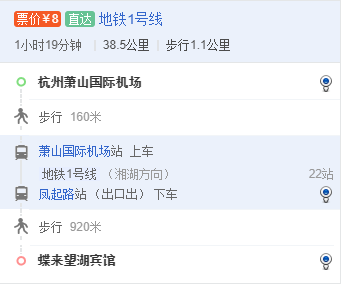 票价¥8 直达 地铁1号线
1小时19分钟 | 38.5公里 | 步行1.1公里
杭州萧山国际机场
步行 160米
萧山国际机场站 上车
地铁1号线 （湘湖方向） 22站
凤起路站 （出口出） 下车
步行 920米
蝶来望湖宾馆